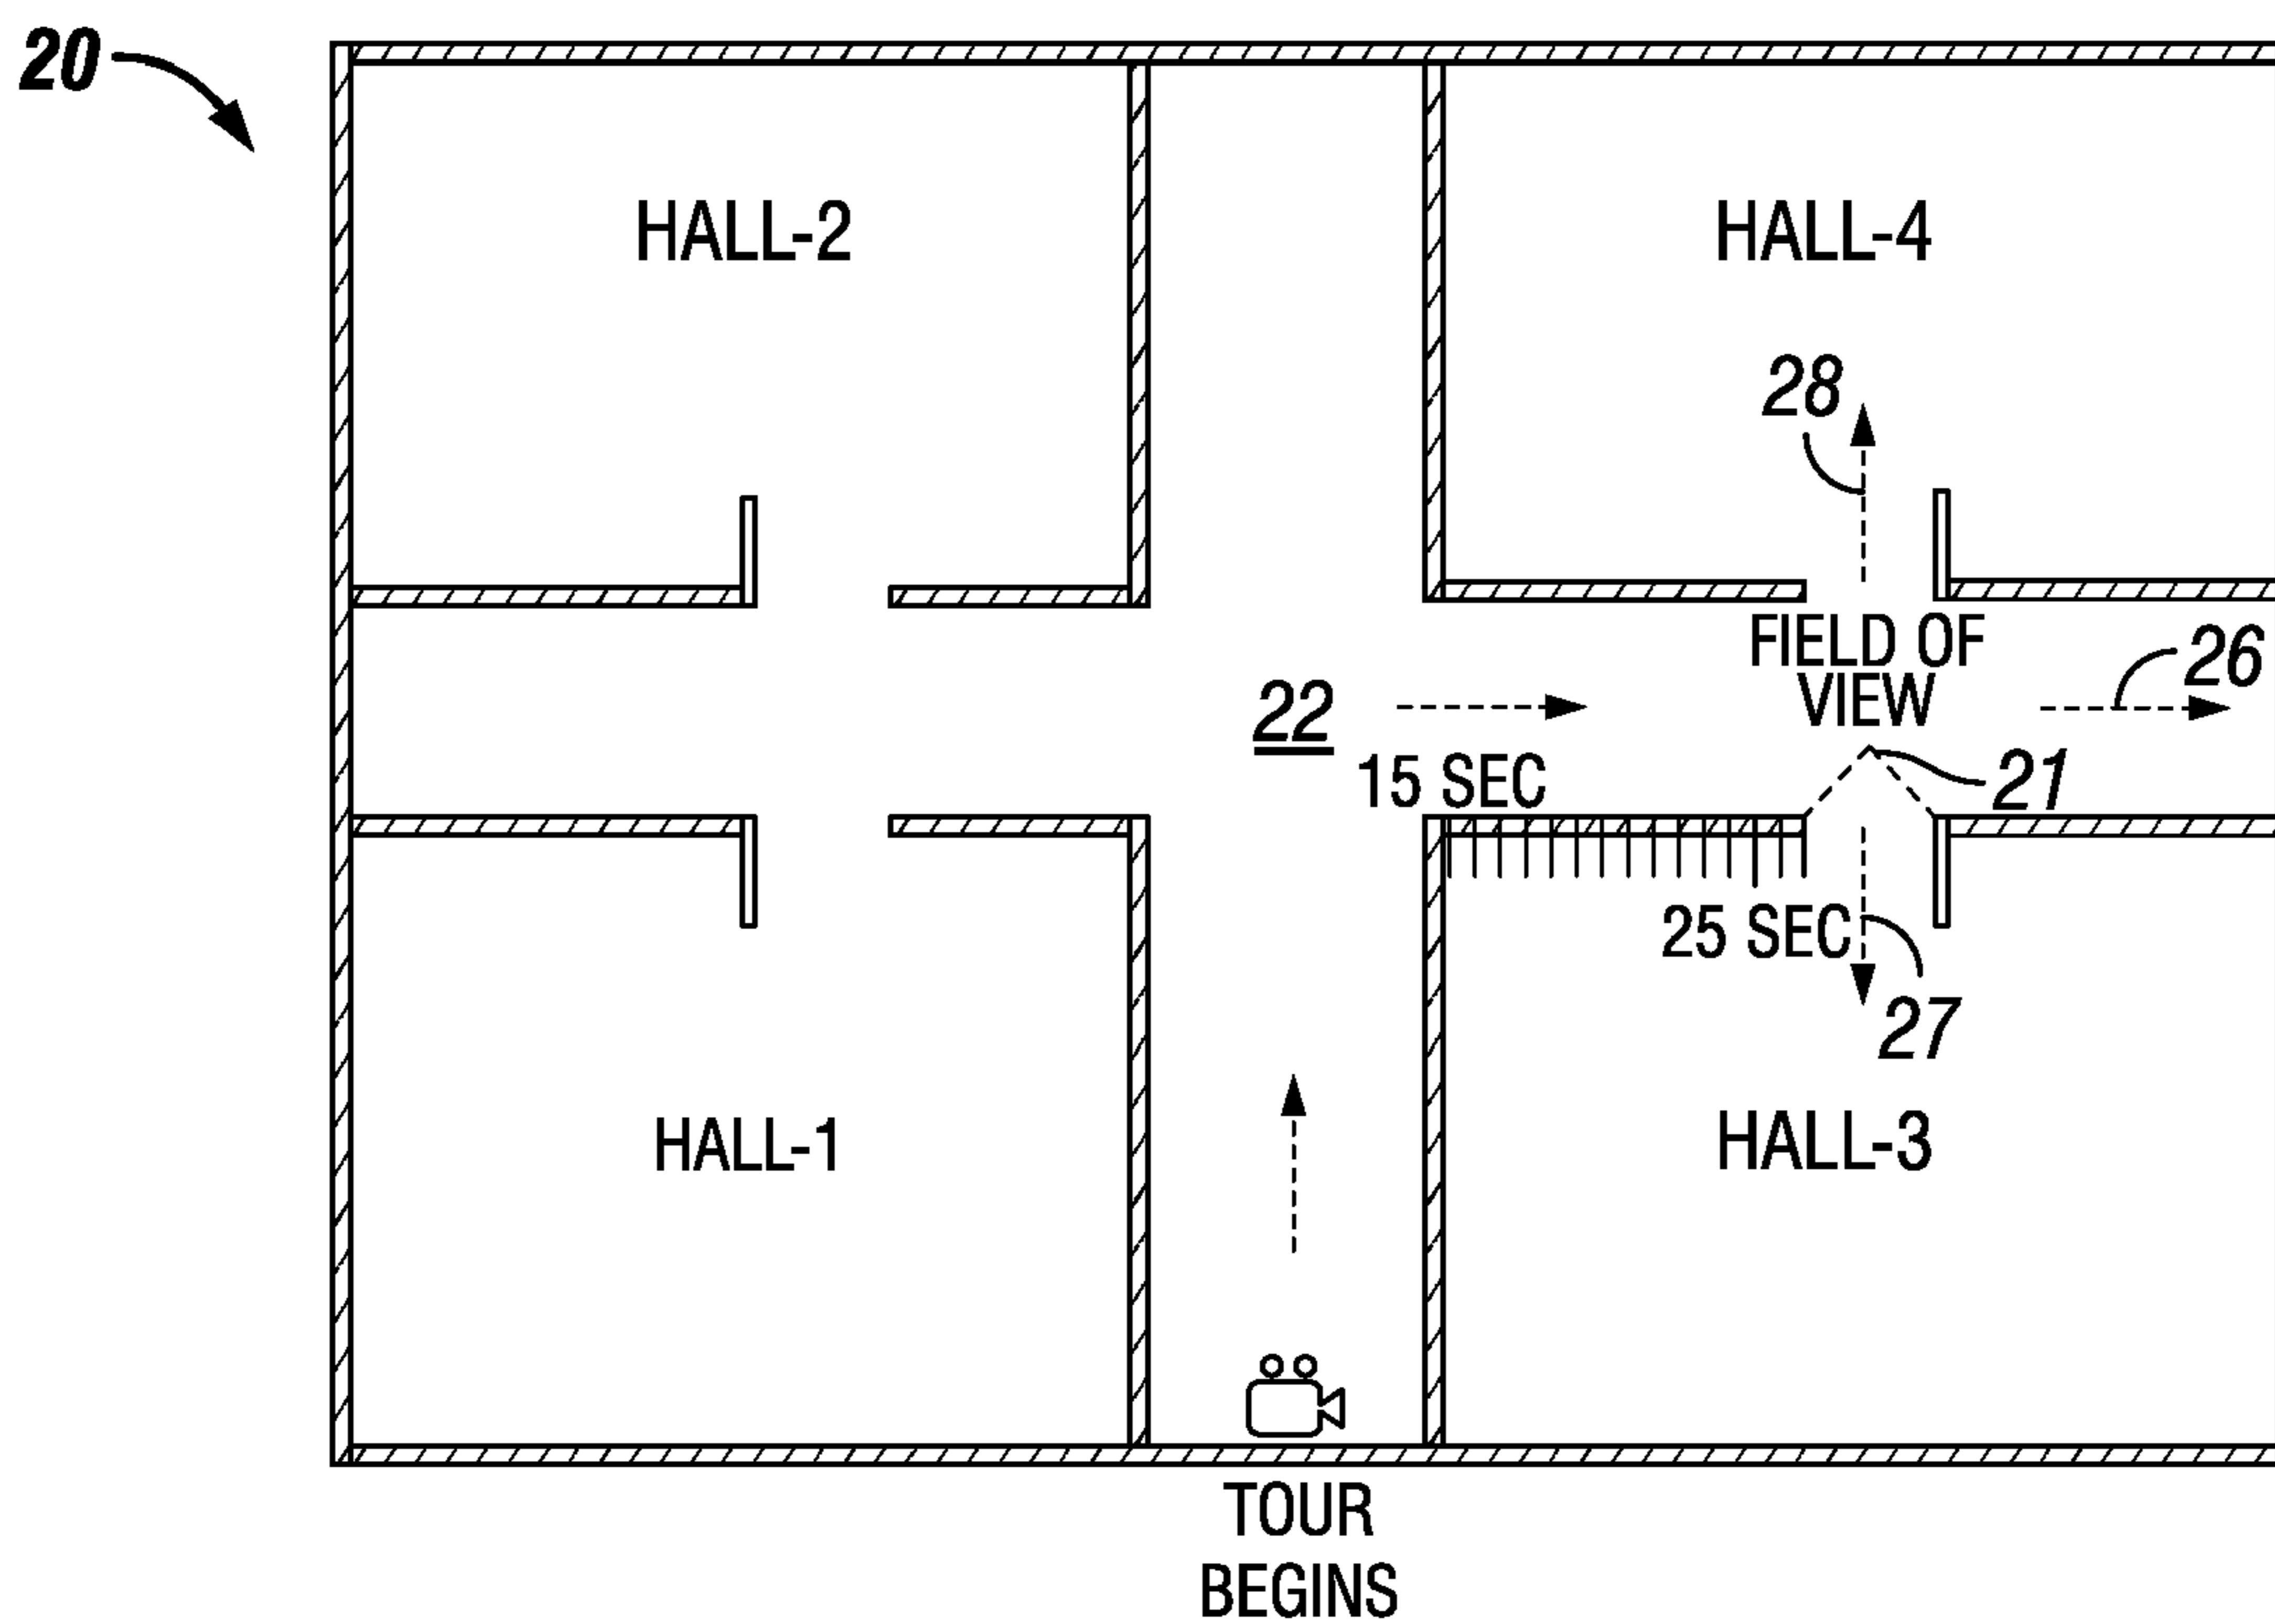 20
HALL-2
HALL-4
28
FIELD OF
VIEW
26
22
15 SEC
21
25 SEC
27
HALL-1
HALL-3
TOUR
BEGINS